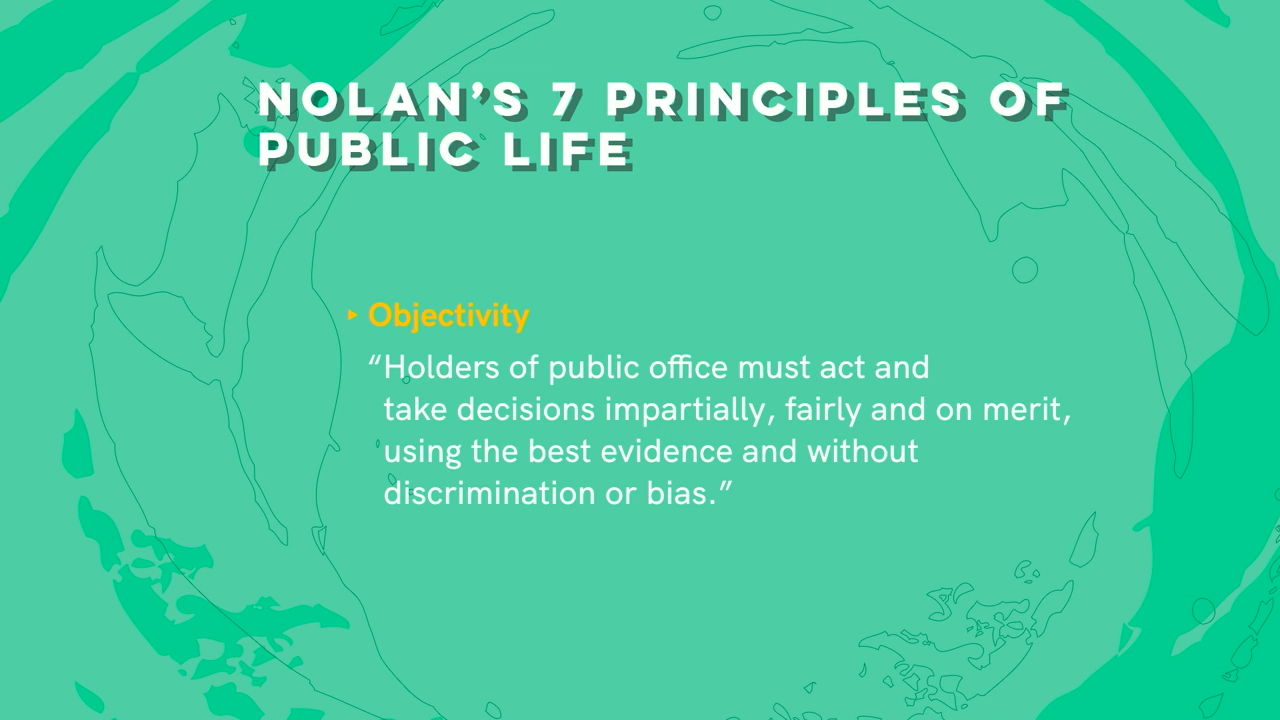 NOLAN’S 7 PRINCIPLES OF
PUBLIC LIFE
‣ Objectivity
“Holders of public office must act and
take decisions impartially, fairly and on merit,
using the best evidence and without
discrimination or bias.”